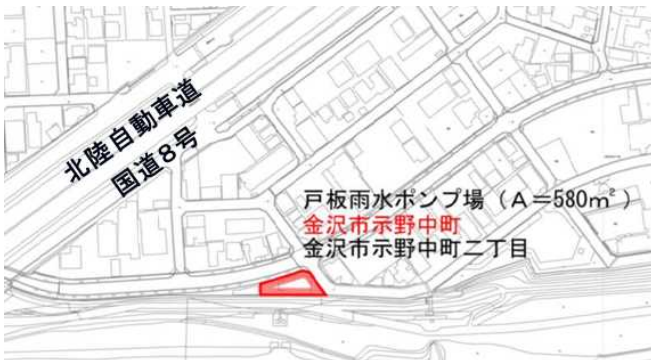 北陸自動車道
国道8号
戸板雨水ポンプ場（A＝580㎡）
金沢市示野中町
金沢市示野中町二丁目